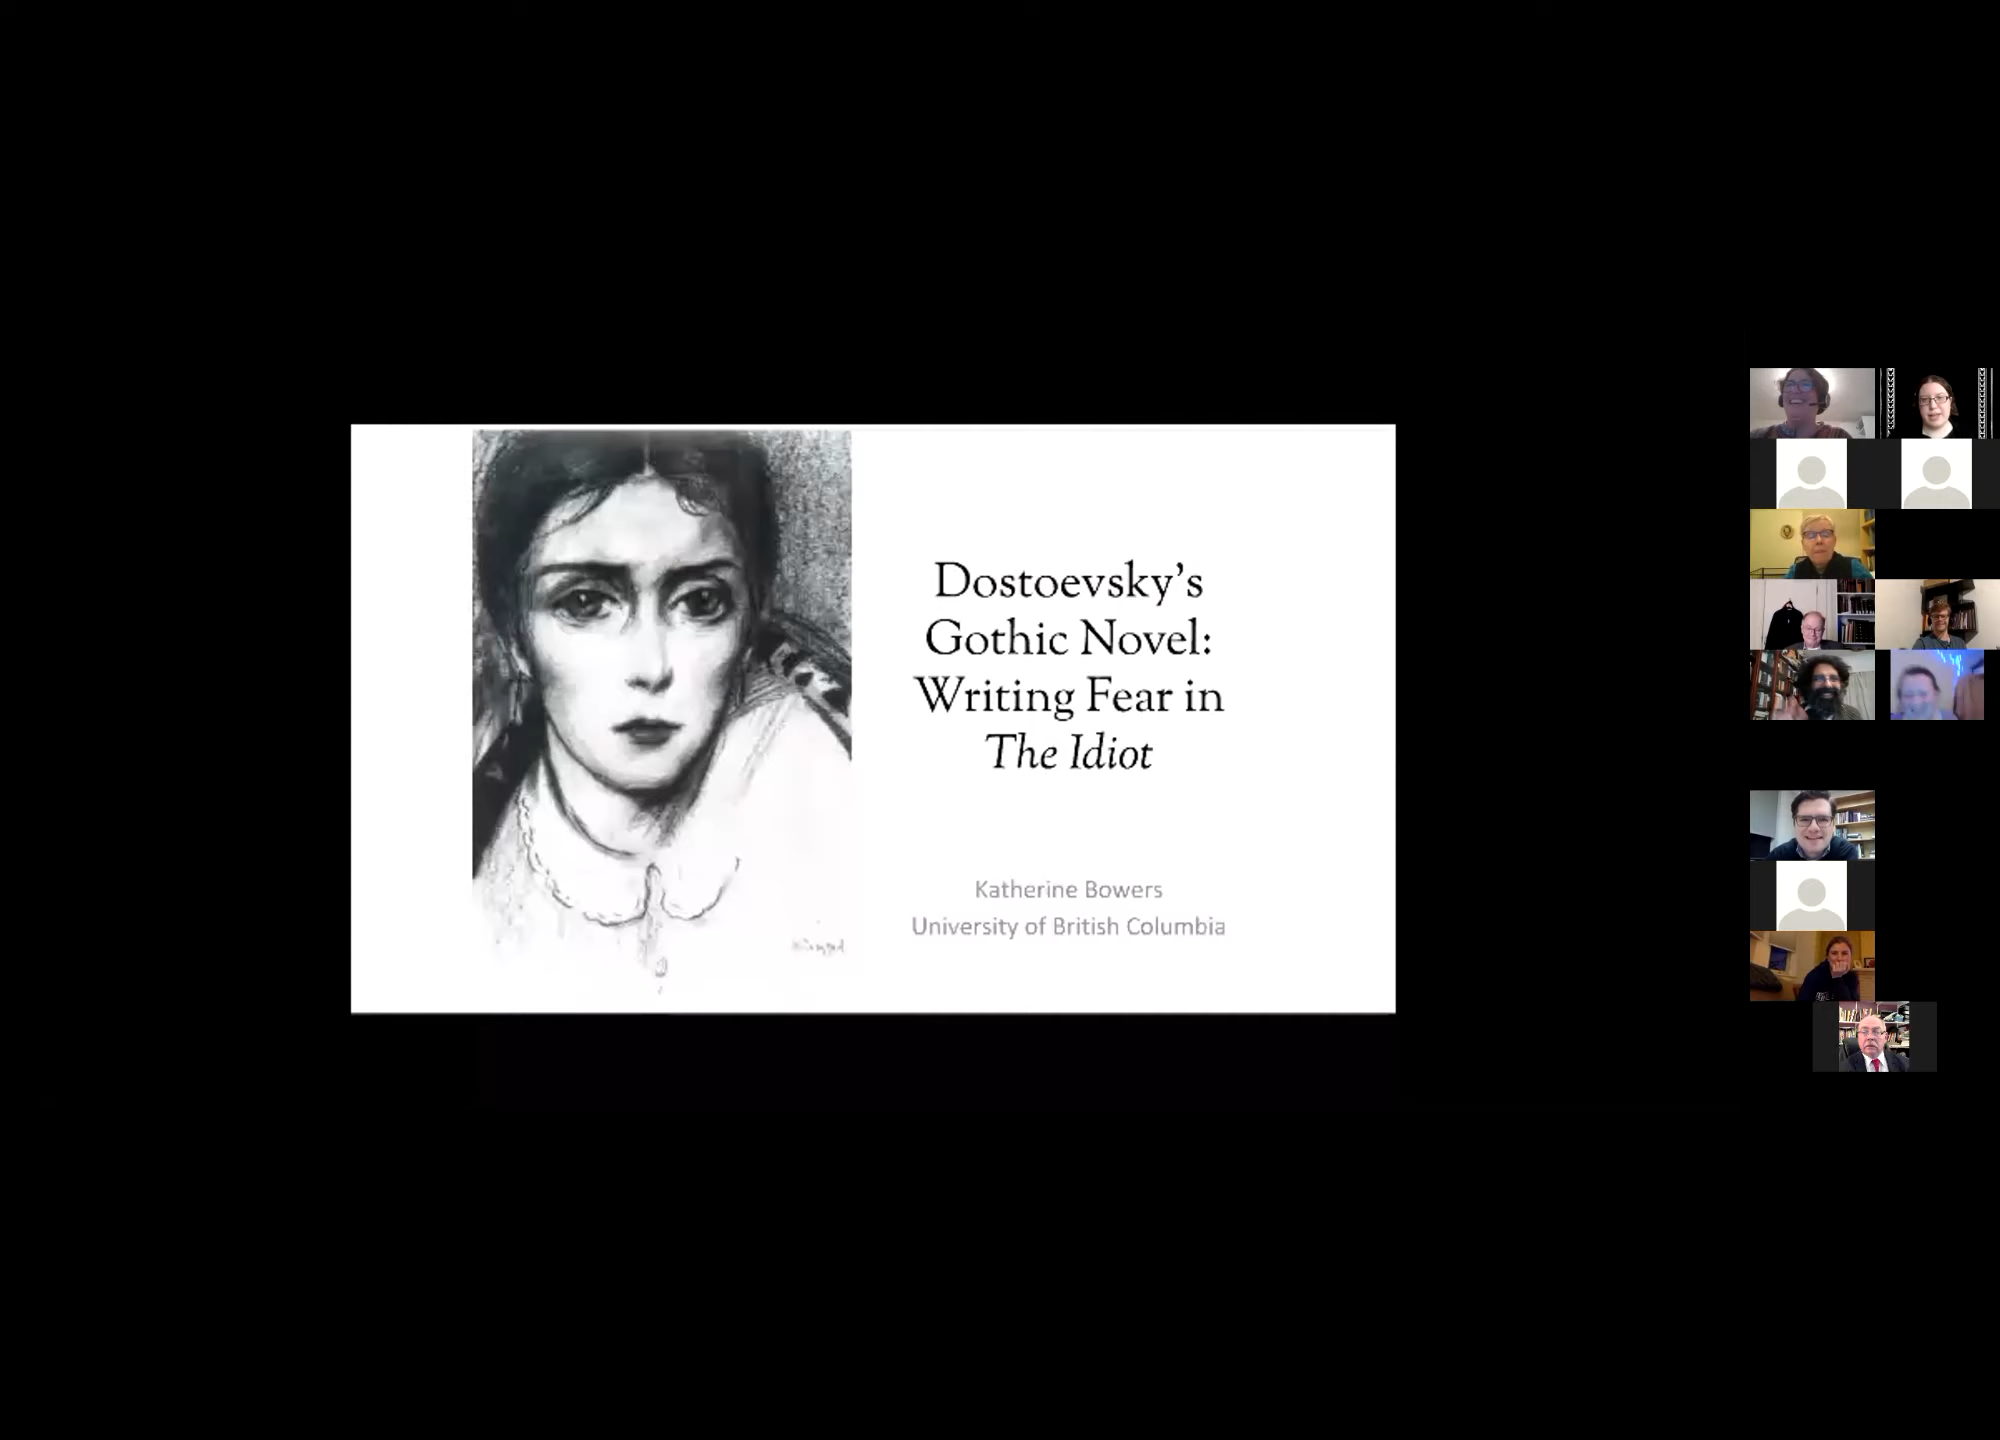 Dostoevsky’s
Gothic Novel:
Writing Fear in
The Idiot
Katherine Bowers
University of British Columbia